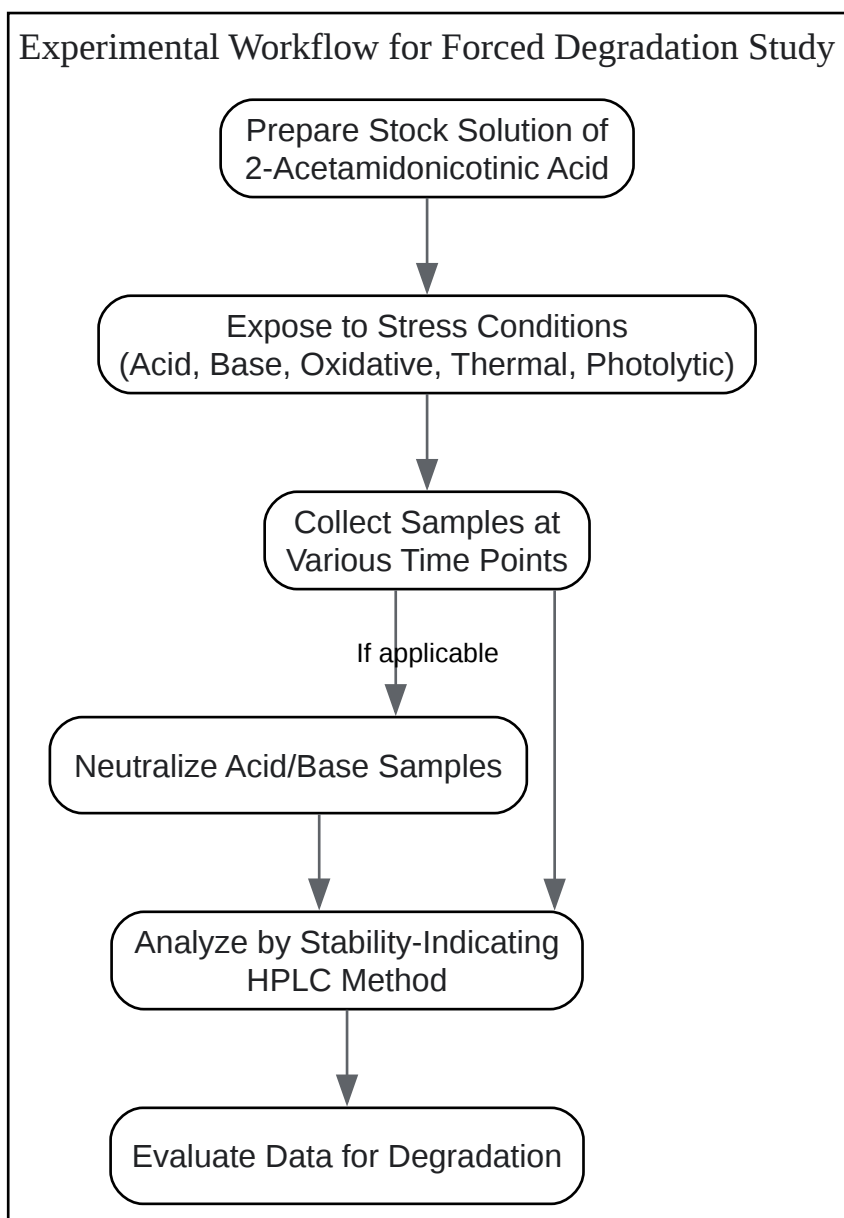 Experimental Workflow for Forced Degradation Study
Prepare Stock Solution of
2-Acetamidonicotinic Acid
Expose to Stress Conditions
(Acid, Base, Oxidative, Thermal, Photolytic)
Collect Samples at
Various Time Points
If applicable
Neutralize Acid/Base Samples
Analyze by Stability-Indicating
HPLC Method
Evaluate Data for Degradation